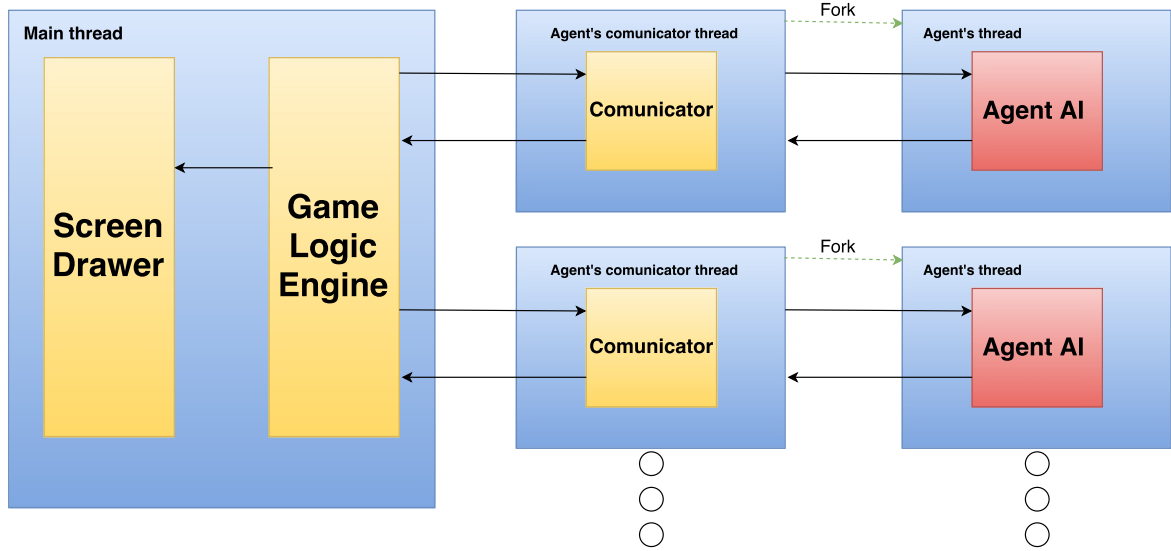 Main thread
Screen
Drawer
Game
Logic
Engine
Agent's comunicator thread
Comunicator
Fork
Agent's thread
Agent AI
Agent's comunicator thread
Comunicator
Fork
Agent's thread
Agent AI